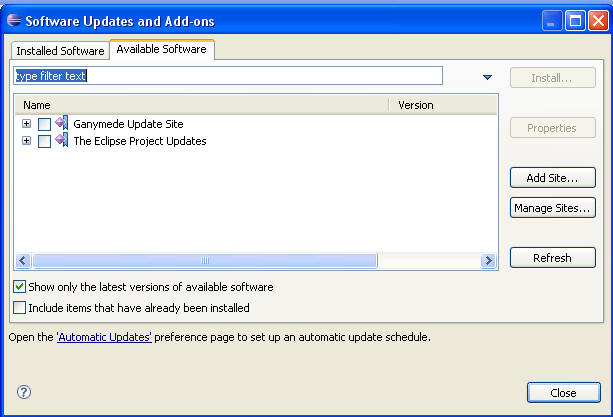 Software Updates and Add-ons
Installed Software Available Software
type filter text
Install...
Name Version
Ganymede Update Site
Properties
The Eclipse Project Updates
Add Site...
Manage Sites...
Refresh
Show only the latest versions of available software
Include items that have already been installed
Open the 'Automatic Updates' preference page to set up an automatic update schedule.
?
Close